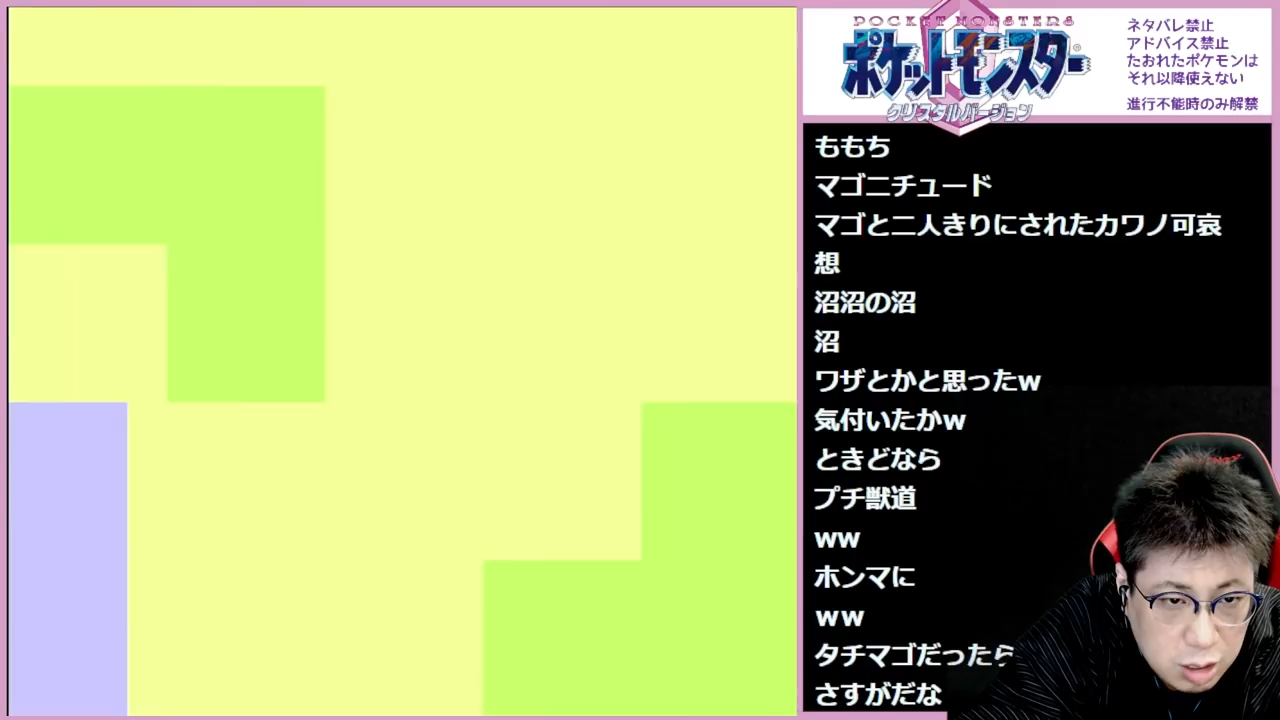 POCKET MONSTERS
ポケットモンスター
クリスタルバージョン
ネタバレ禁止
アドバイス禁止
たおれたポケモンは
それ以降使えない
進行不能時のみ解禁
ももち
マゴニチュード
マゴと二人きりにされたカワノ可哀
想
沼沼の沼
沼
ワザとかと思ったw
気付いたかw
ときどなら
プチ獣道
ww
ホンマに
ｗｗ
タチマゴだったら
さすがだな